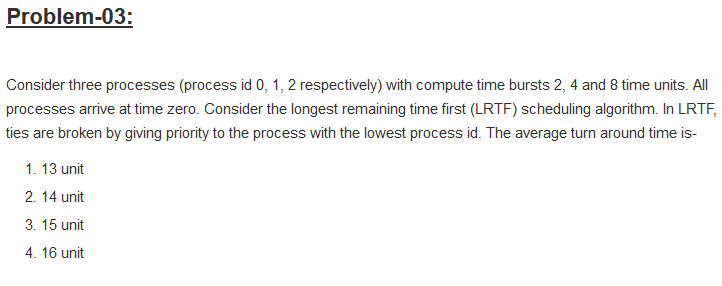 Problem-03:
Consider three processes (process id 0, 1, 2 respectively) with compute time bursts 2, 4 and 8 time units. All
processes arrive at time zero. Consider the longest remaining time first (LRTF) scheduling algorithm. In LRTF,
ties are broken by giving priority to the process with the lowest process id. The average turn around time is-
1. 13 unit
2. 14 unit
3. 15 unit
4. 16 unit